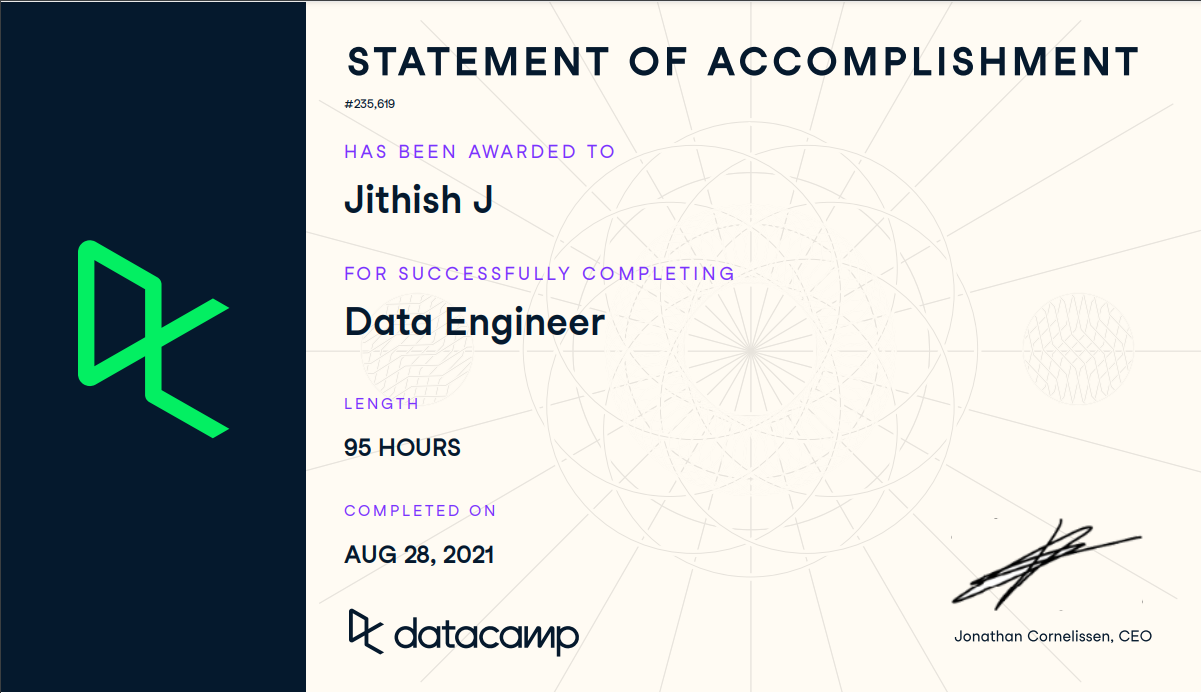 STATEMENT OF ACCOMPLISHMENT
#235,619
HAS BEEN AWARDED TO
Jithish J
FOR SUCCESSFULLY COMPLETING
Data Engineer
LENGTH
95 HOURS
COMPLETED ON
AUG 28, 2021
datacamp
Jonathan Cornelissen, CEO